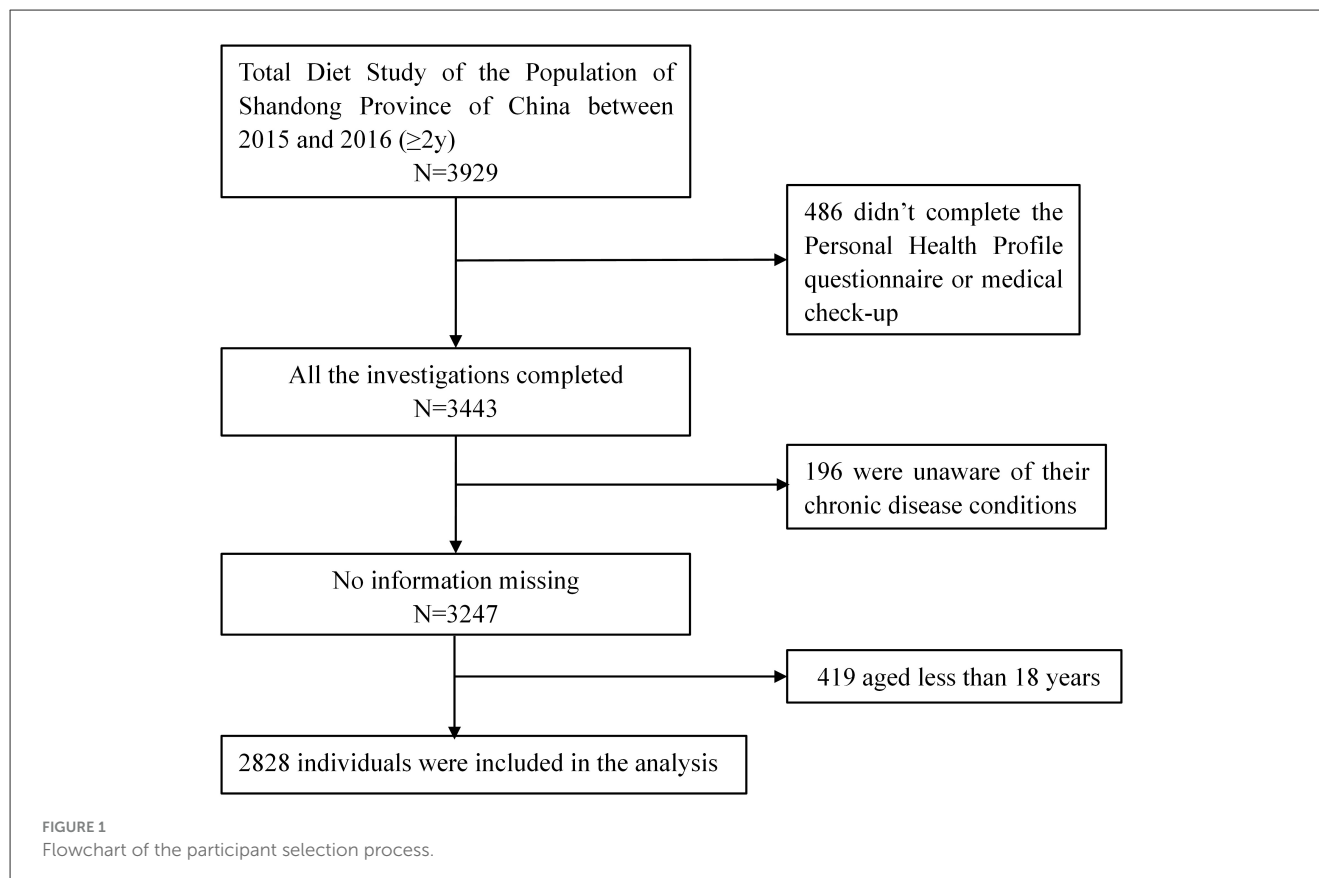 Total Diet Study of the Population of
Shandong Province of China between
2015 and 2016 (≥2y)
N=3929
486 didn't complete the
Personal Health Profile
questionnaire or medical
check-up
All the investigations completed
N=3443
196 were unaware of their
chronic disease conditions
No information missing
N=3247
419 aged less than 18 years
2828 individuals were included in the analysis
FIGURE 1
Flowchart of the participant selection process.